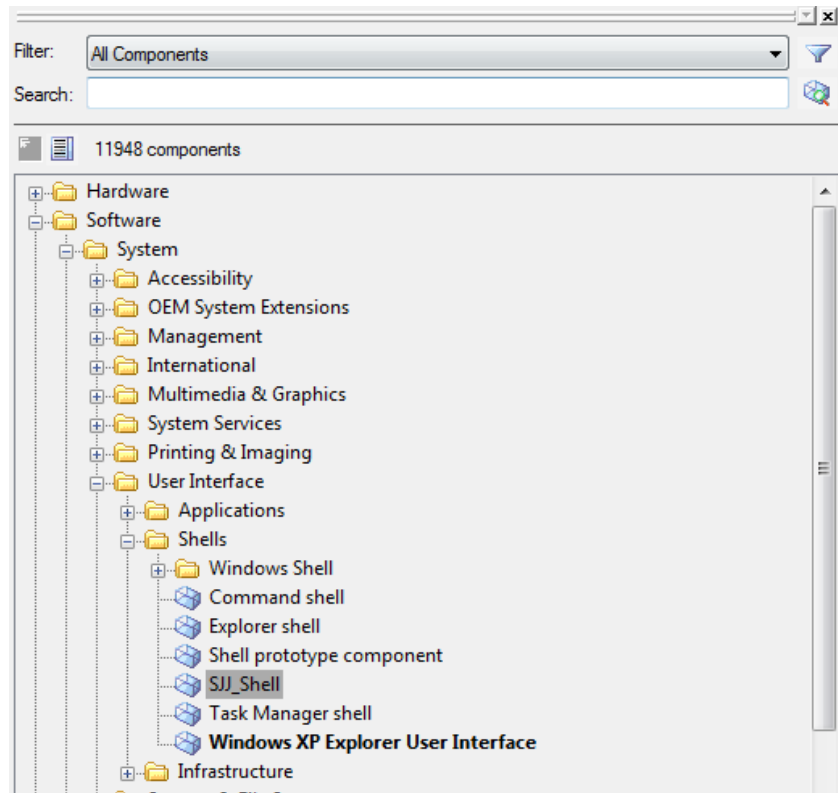 Filter: All Components
Search:
11948 components
Hardware
Software
System
Accessibility
OEM System Extensions
Management
International
Multimedia & Graphics
System Services
Printing & Imaging
User Interface
Applications
Shells
Windows Shell
Command shell
Explorer shell
Shell prototype component
SJJ_Shell
Task Manager shell
Windows XP Explorer User Interface
Infrastructure